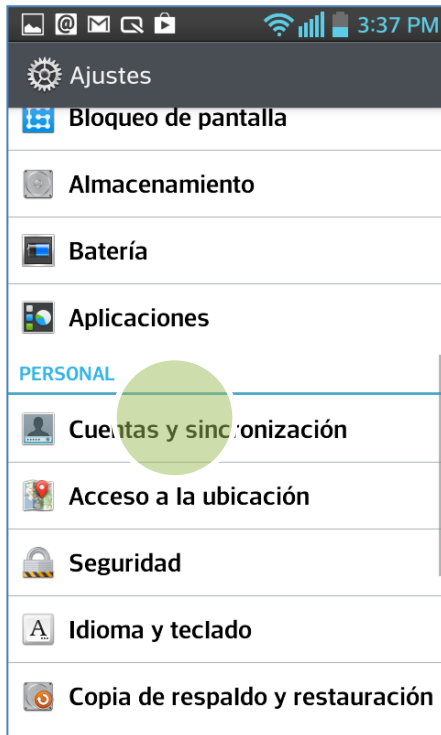 3:37 PM
Ajustes
Bloqueo de pantalla
Almacenamiento
Batería
Aplicaciones
PERSONAL
Cuentas y sincronización
Acceso a la ubicación
Seguridad
A Idioma y teclado
Copia de respaldo y restauración